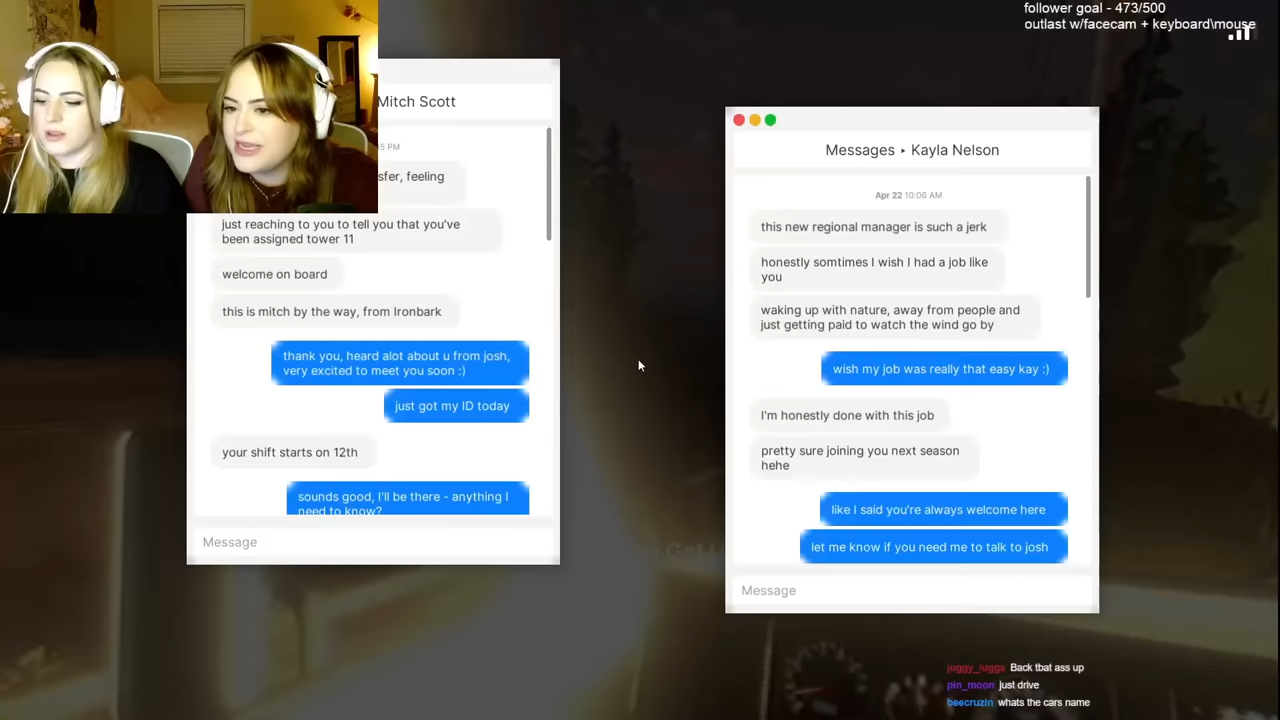 follower goal - 473/500
outlast w/facecam + keyboard\mouse
Mitch Scott
5 PM
sfer, feeling
just reaching to you to tell you that you've
been assigned tower 11
welcome on board
this is mitch by the way, from Ironbark
thank you, heard alot about u from josh,
very excited to meet you soon :)
just got my ID today
your shift starts on 12th
sounds good, I'll be there - anything I
need to know?
Message
Messages ‣ Kayla Nelson
Apr 22 10:06 AM
this new regional manager is such a jerk
honestly somtimes I wish I had a job like
you
waking up with nature, away from people and
just getting paid to watch the wind go by
wish my job was really that easy kay :)
I'm honestly done with this job
pretty sure joining you next season
hehe
like I said you're always welcome here
let me know if you need me to talk to josh
Message
juggy_luggs Back tbat ass up
pin_moon just drive
beecruzin whats the cars name